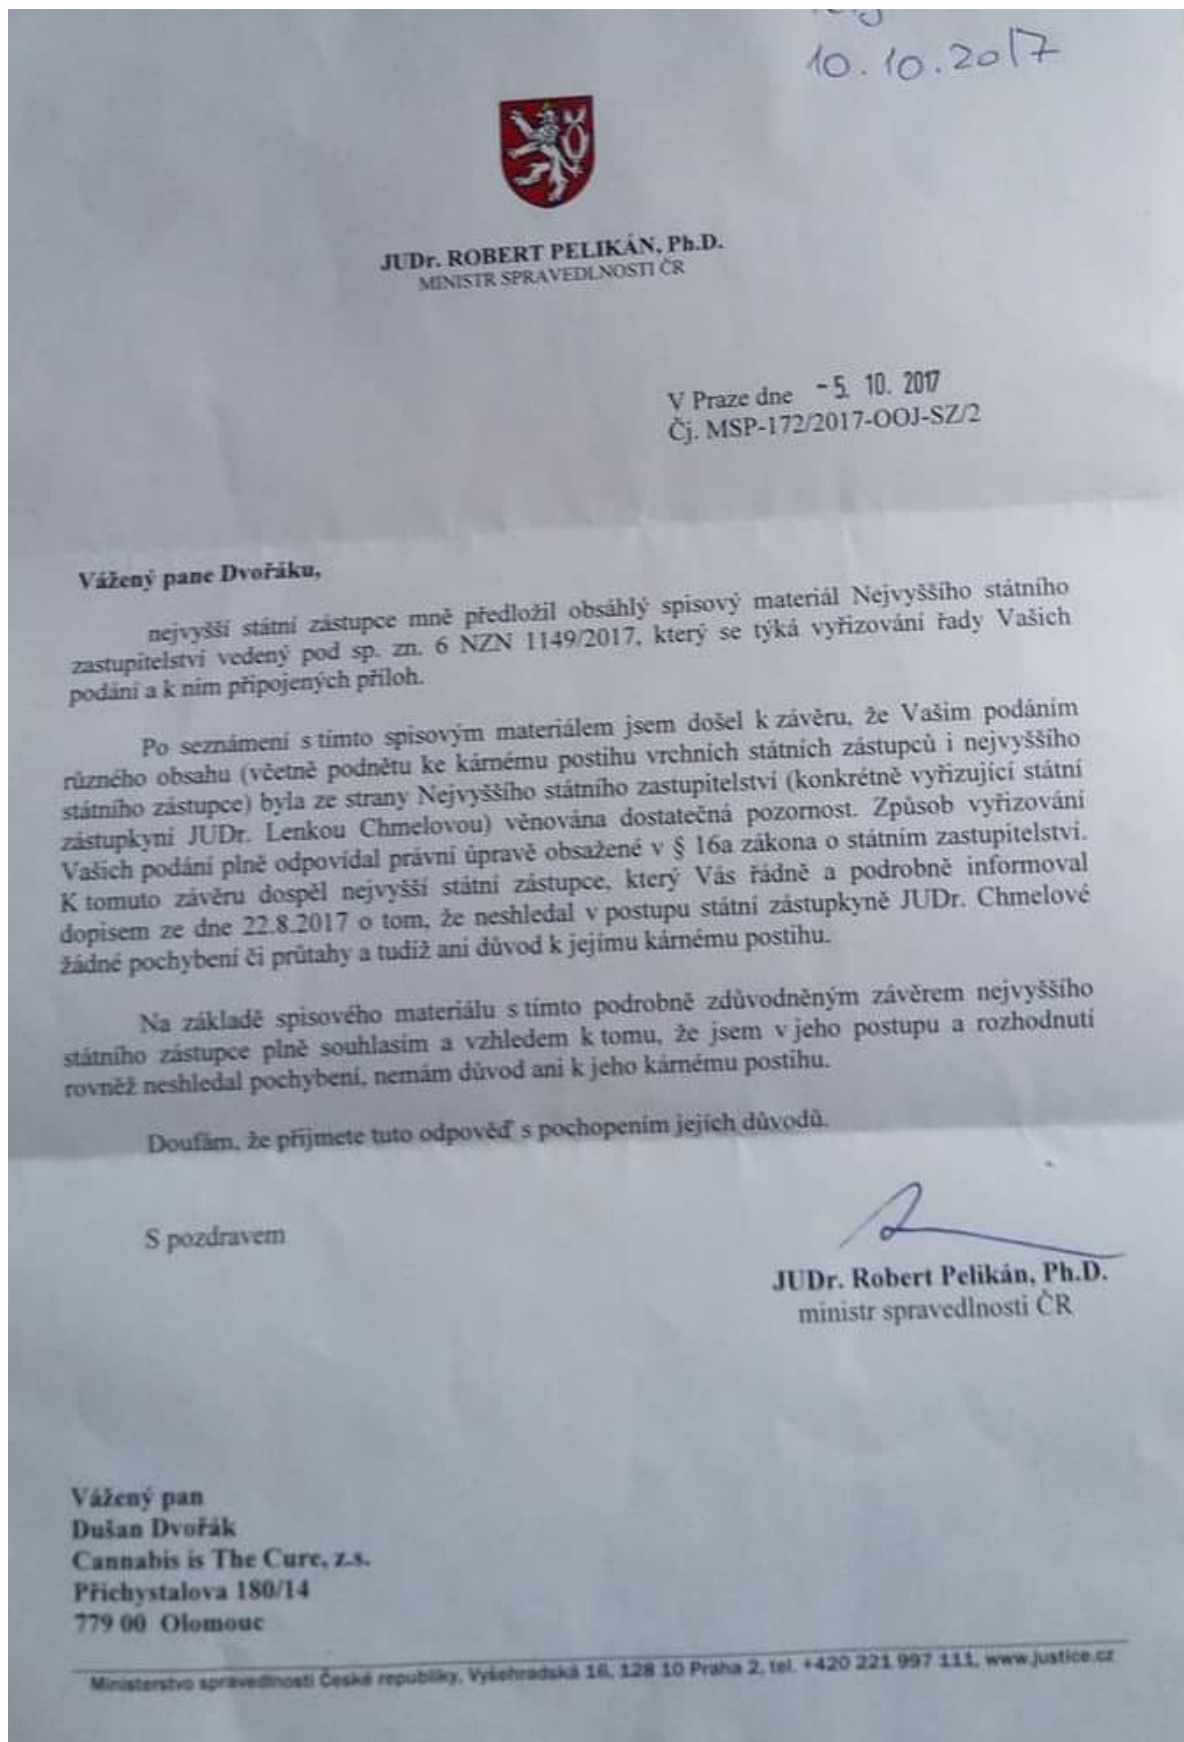 10.10.2017
JUDr. ROBERT PELIKÁN, Ph.D.
MINISTR SPRAVEDLNOSTI ČR
V Praze dne -5. 10. 2017
Čj. MSP-172/2017-OOJ-SZ/2
Vážený pane Dvořáku,
nejvyšší státní zástupce mně předložil obsáhlý spisový materiál Nejvyššího státního
zastupitelství vedený pod sp. zn. 6 NZN 1149/2017, který se týká vyřizování řady Vašich
podání a k nim připojených příloh.
Po seznámení s tímto spisovým materiálem jsem došel k závěru, že Vašim podáním
různého obsahu (včetně podnětu ke kárnému postihu vrchních státních zástupců i nejvyššího
státního zástupce) byla ze strany Nejvyššího státního zastupitelství (konkrétně vyřizující státní
zástupkyní JUDr. Lenkou Chmelovou) věnována dostatečná pozornost. Způsob vyřizování
Vašich podání plně odpovídal právní úpravě obsažené v § 16a zákona o státním zastupitelství.
K tomuto závěru dospěl nejvyšší státní zástupce, který Vás řádně a podrobně informoval
dopisem ze dne 22.8.2017 o tom, že neshledal v postupu státní zástupkyně JUDr. Chmelové
žádné pochybení či průtahy a tudíž ani důvod k jejímu kárnému postihu.
Na základě spisového materiálu s tímto podrobně zdůvodněným závěrem nejvyššího
státního zástupce plně souhlasím a vzhledem k tomu, že jsem v jeho postupu a rozhodnutí
rovněž neshledal pochybení, nemám důvod ani k jeho kárnému postihu.
Doufám, že přijmete tuto odpověď s pochopením jejích důvodů.
S pozdravem
JUDr. Robert Pelikán, Ph.D.
ministr spravedlnosti ČR
Vážený pan
Dušan Dvořák
Cannabis is The Cure, z.s.
Přichystalova 180/14
779 00 Olomouc
Ministerstvo spravedlnosti České republiky, Vyšehradská 16, 128 10 Praha 2, tel. +420 221 997 111, www.justice.cz